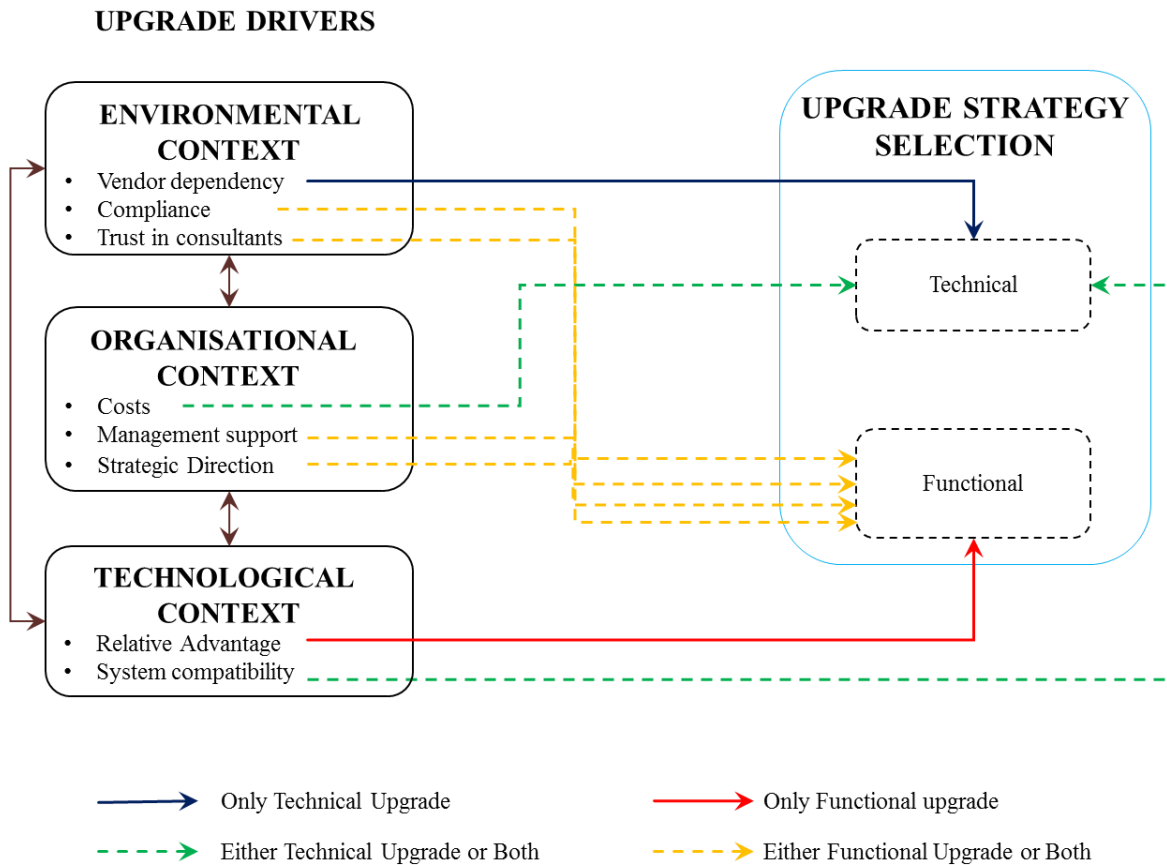 UPGRADE DRIVERS
ENVIRONMENTAL
CONTEXT
• Vendor dependency
• Compliance
• Trust in consultants
ORGANISATIONAL
CONTEXT
• Costs
• Management support
• Strategic Direction
TECHNOLOGICAL
CONTEXT
• Relative Advantage
• System compatibility
UPGRADE STRATEGY
SELECTION
Technical
Functional
Only Technical Upgrade
Only Functional upgrade
Either Technical Upgrade or Both
Either Functional Upgrade or Both